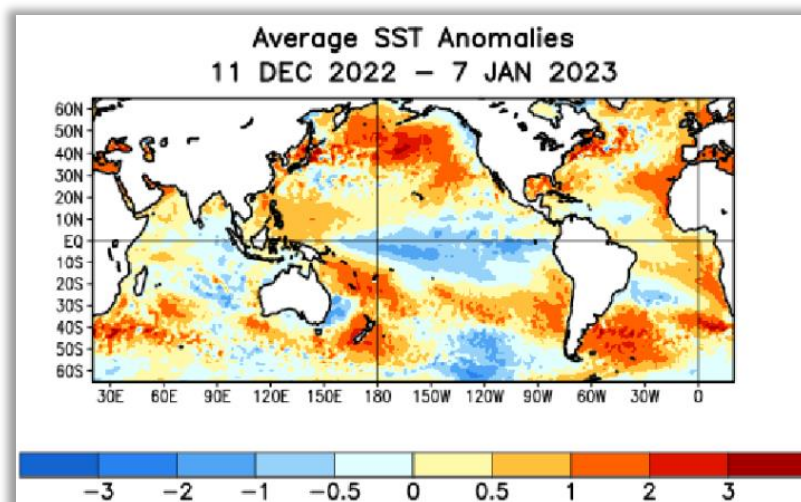 Average SST Anomalies
11 DEC 2022 – 7 JAN 2023
60N
50N
40N
30N
20N
10N
EQ
10S
20S
30S
40S
50S
60S
30E 60E 90E 120E 150E 180 150W 120W 90W 60W 30W 0
−3 −2 −1 −0.5 0 0.5 1 2 3